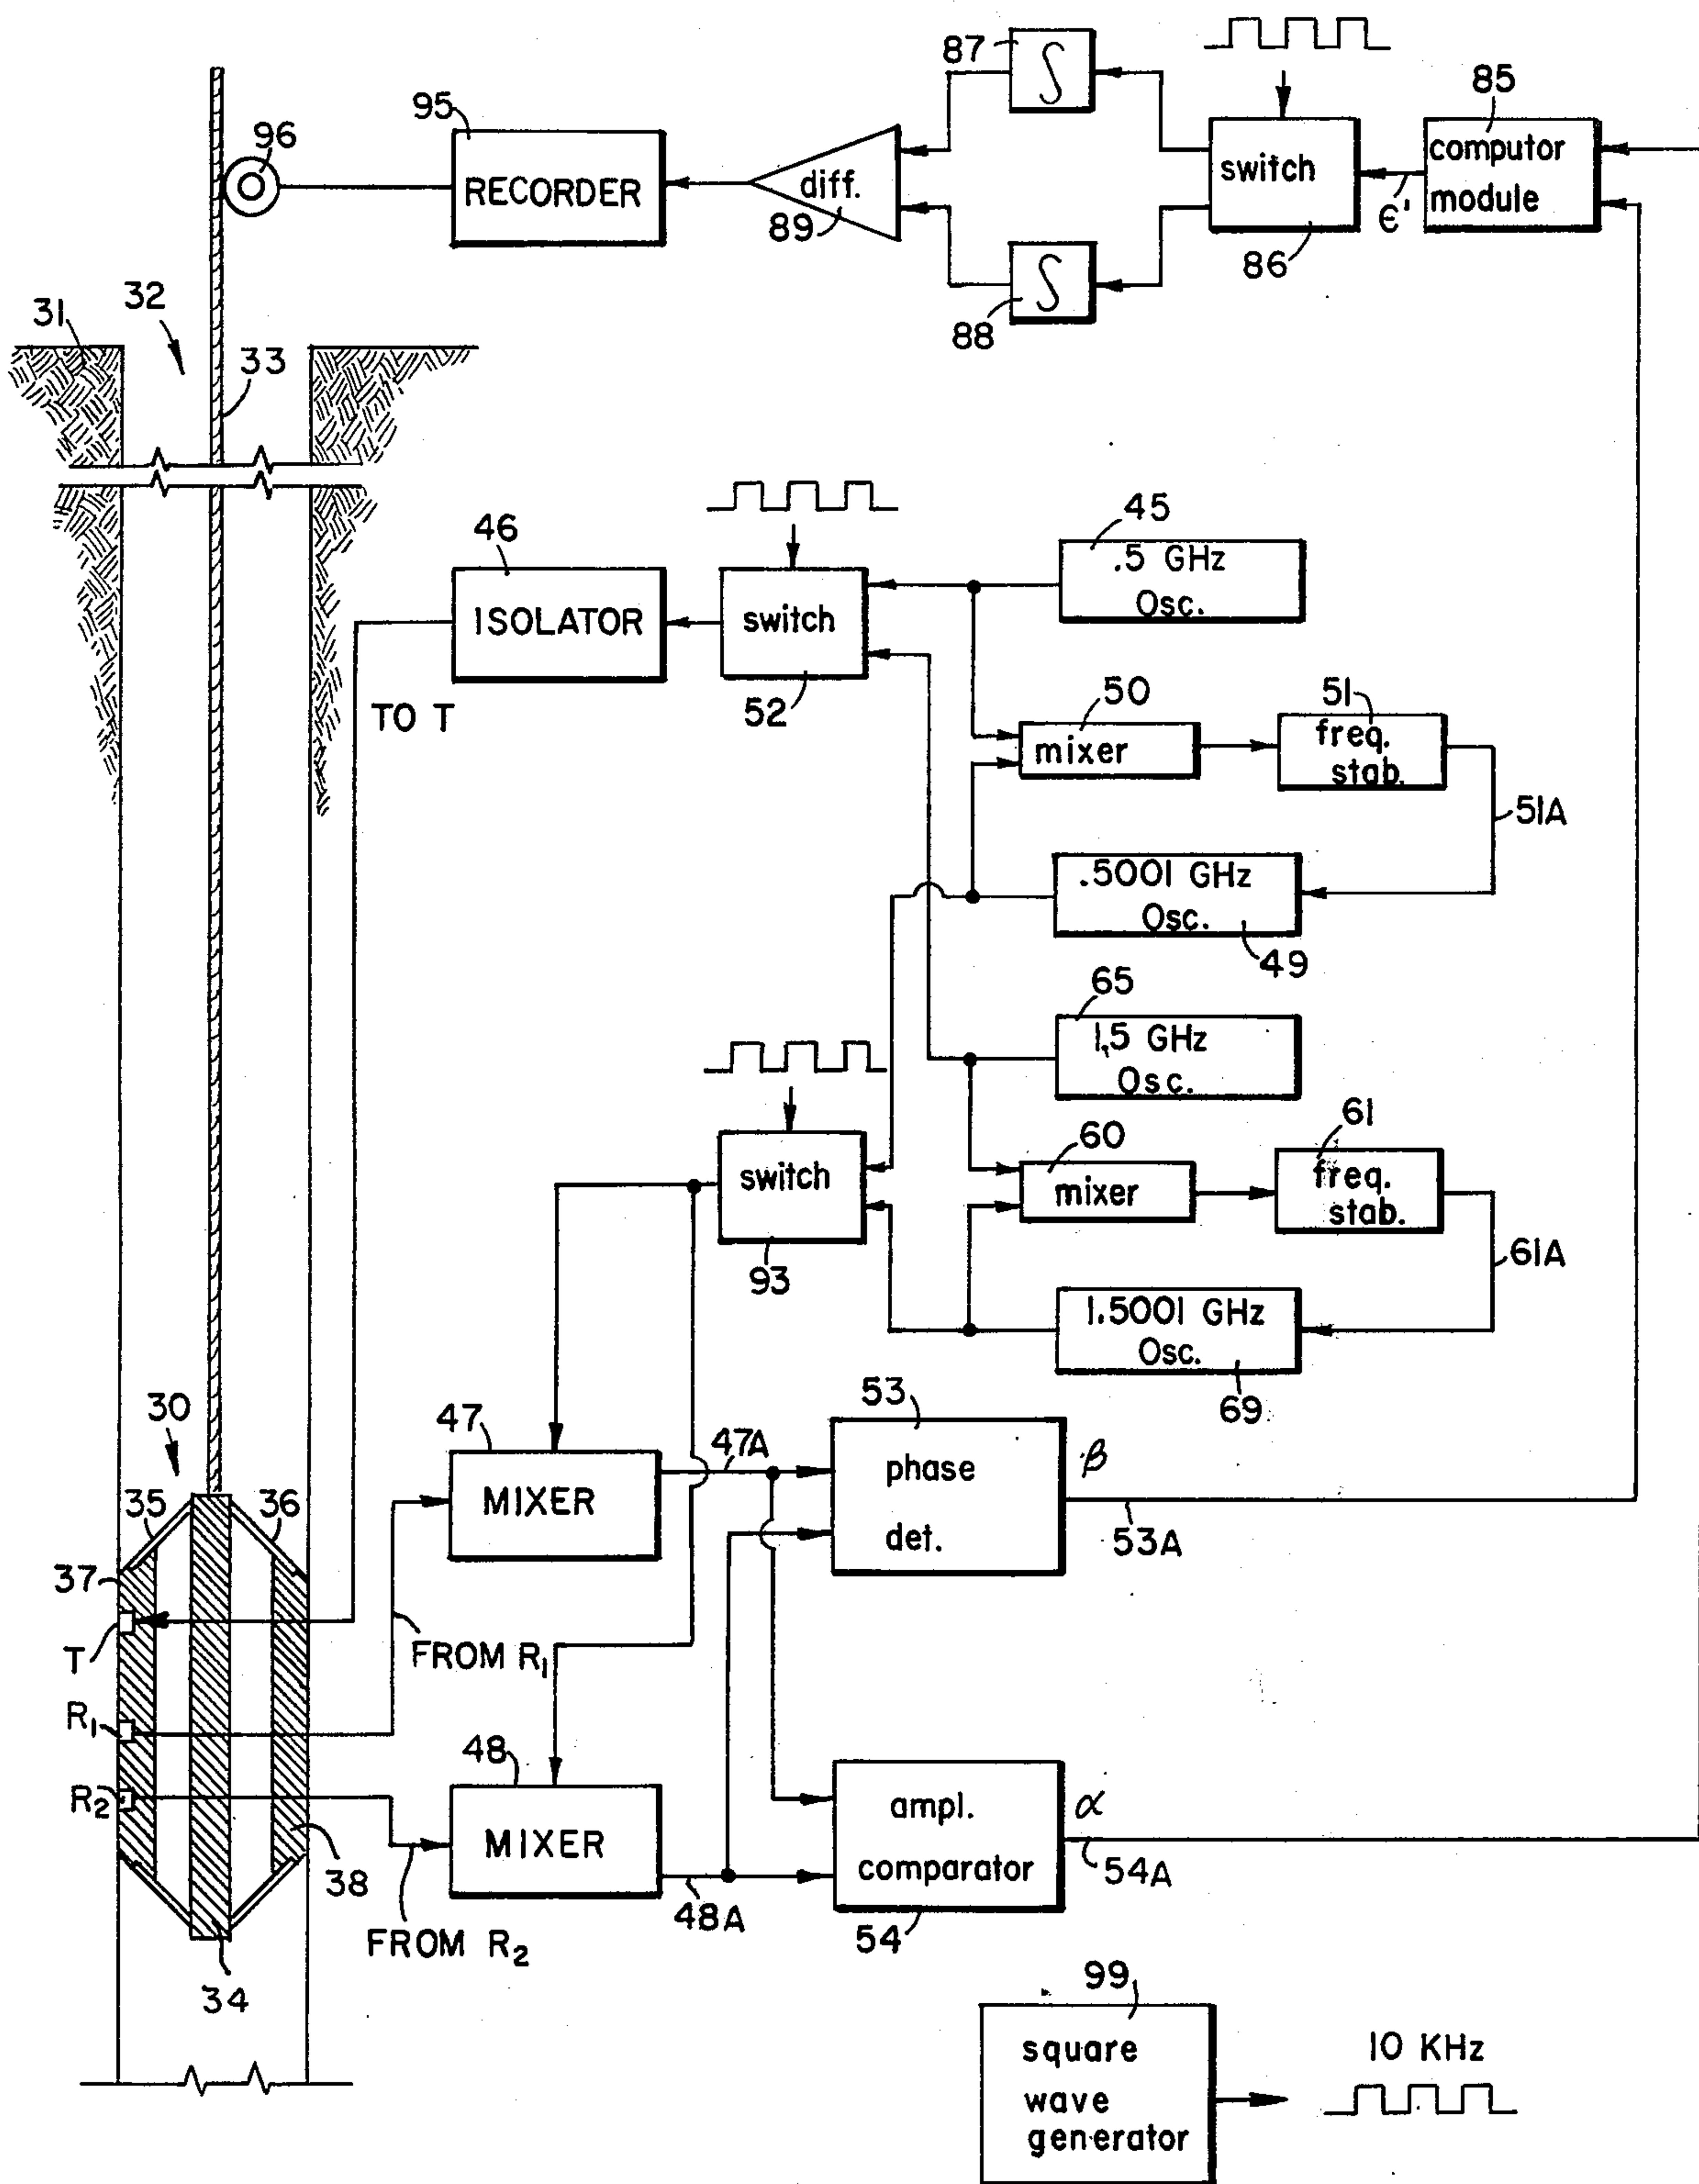 87
∫
85
95
96
RECORDER
diff.
89
switch
86
computor
module
ϵ'
∫
88
31
32
33
46
ISOLATOR
switch
52
45
.5 GHz
Osc.
TO T
50
mixer
51
freq.
stab.
51A
.5001 GHz
Osc.
49
65
1.5 GHz
Osc.
switch
93
60
mixer
61
freq.
stab.
61A
1.5001 GHz
Osc.
69
30
35
36
37
T
R1
R2
38
34
47
MIXER
47A
FROM R1
53
phase
det.
β
53A
48
MIXER
48A
FROM R2
ampl.
comparator
54
α
54A
99
square
wave
generator
10 KHz